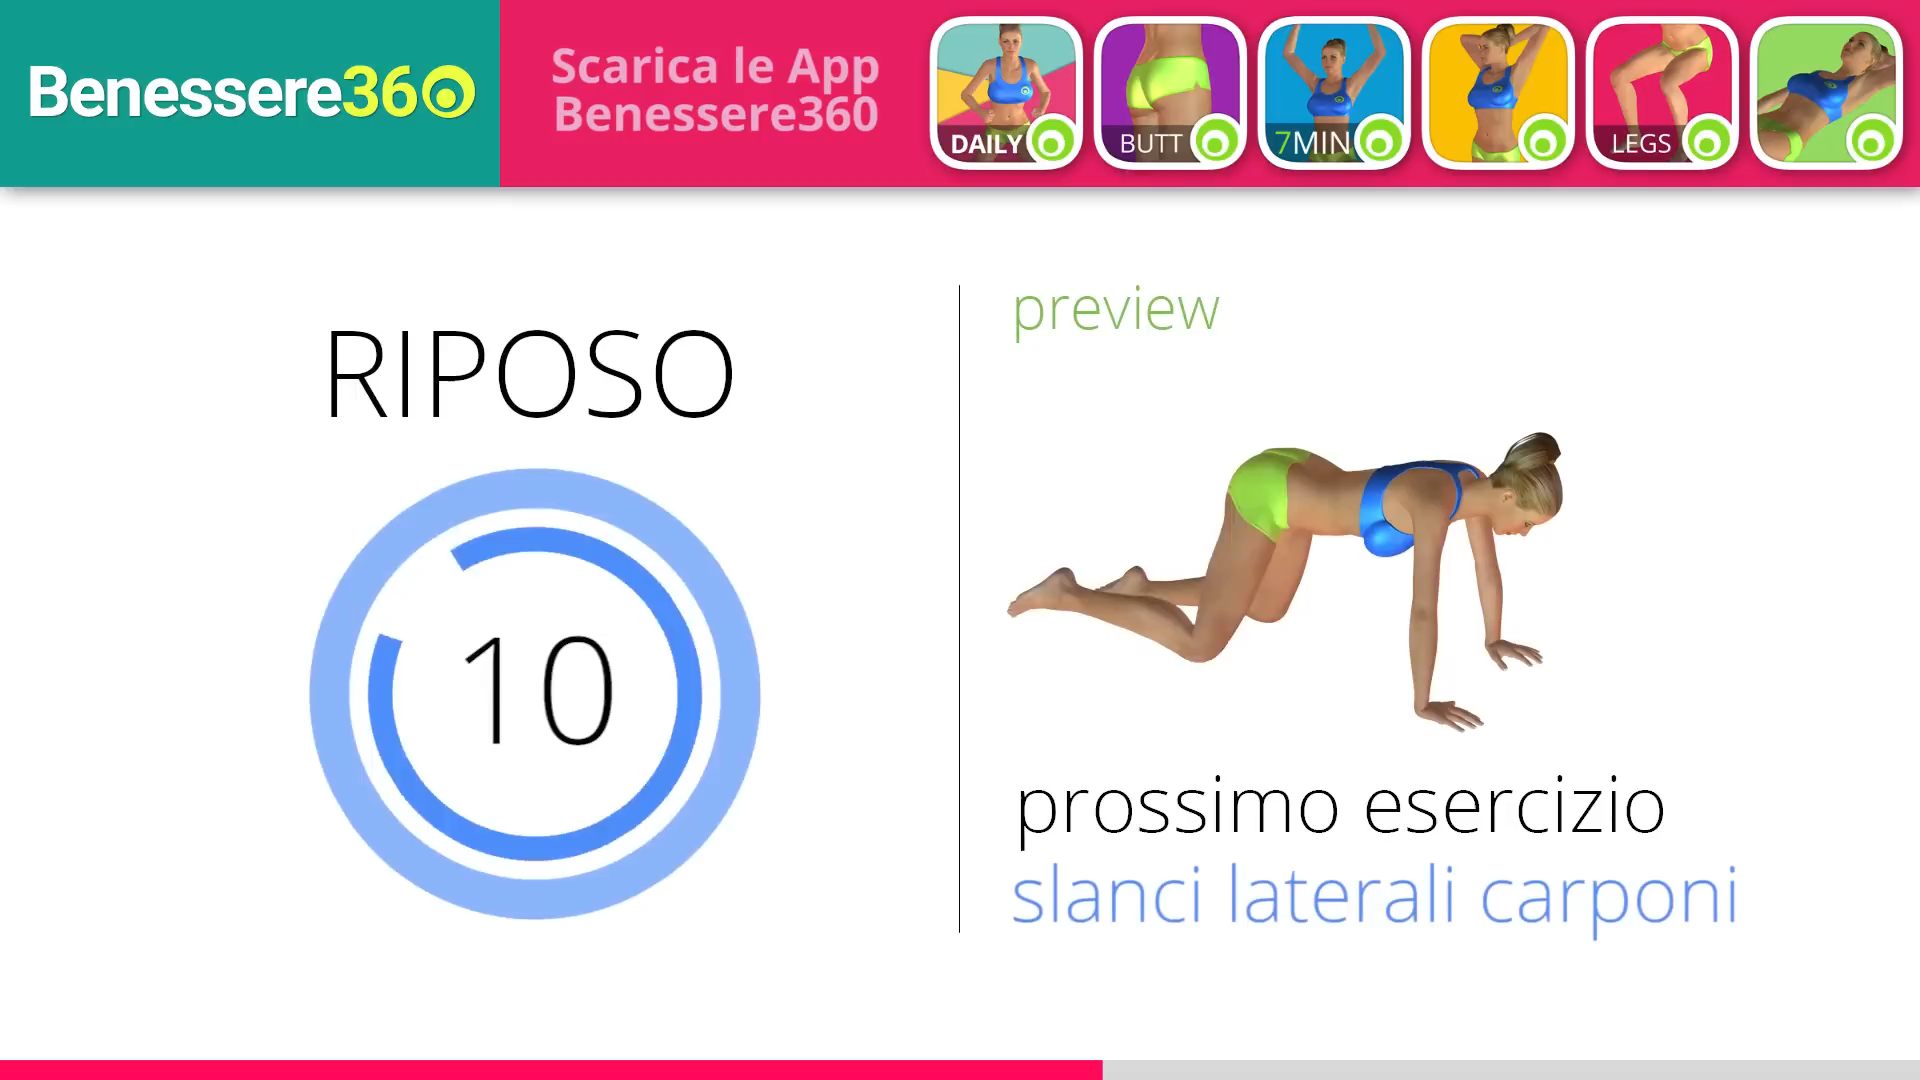 Benessere360
Scarica le App
Benessere360
DAILY
BUTT
7MIN
LEGS
RIPOSO
10
preview
prossimo esercizio
slanci laterali carponi